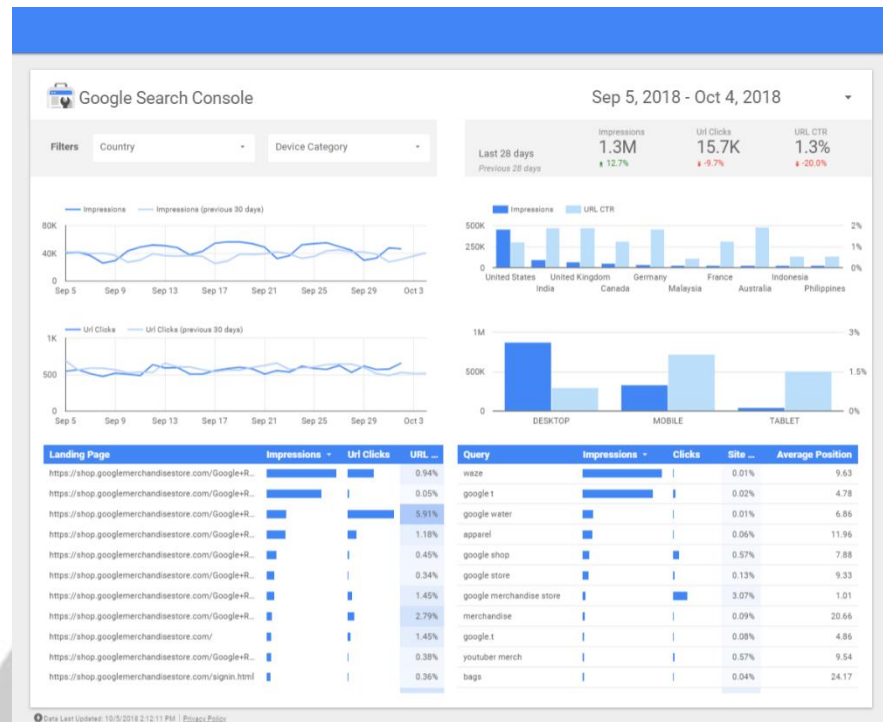 Google Search Console
Sep 5, 2018 - Oct 4, 2018
Filters Country Device Category
Last 28 days
Previous 28 days
Impressions
1.3M
12.7%
Url Clicks
15.7K
-9.7%
URL CTR
1.3%
-20.0%
Impressions Impressions (previous 30 days)
80K
40K
0
Sep 5 Sep 9 Sep 13 Sep 17 Sep 21 Sep 25 Sep 29 Oct 3
Impressions URL CTR
500K 2%
250K 1%
0 0%
United States United Kingdom Germany France Indonesia
India Canada Malaysia Australia Philippines
Url Clicks Url Clicks (previous 30 days)
1K
500
0
Sep 5 Sep 9 Sep 13 Sep 17 Sep 21 Sep 25 Sep 29 Oct 3
1M 3%
500K 1.5%
0 0%
DESKTOP MOBILE TABLET
Landing Page Impressions Url Clicks URL ...
https://shop.googlemerchandisestore.com/Google+R... 0.94%
https://shop.googlemerchandisestore.com/Google+R... 0.05%
https://shop.googlemerchandisestore.com/Google+R... 5.91%
https://shop.googlemerchandisestore.com/Google+R... 1.18%
https://shop.googlemerchandisestore.com/Google+R... 0.45%
https://shop.googlemerchandisestore.com/Google+R... 0.34%
https://shop.googlemerchandisestore.com/Google+R... 1.45%
https://shop.googlemerchandisestore.com/Google+R... 2.79%
https://shop.googlemerchandisestore.com/ 1.45%
https://shop.googlemerchandisestore.com/Google+R... 0.38%
https://shop.googlemerchandisestore.com/signin.html 0.36%
Query Impressions Clicks Site ... Average Position
waze 0.01% 9.63
google t 0.02% 4.78
google water 0.01% 6.86
apparel 0.06% 11.96
google shop 0.57% 7.88
google store 0.13% 9.33
google merchandise store 3.07% 1.01
merchandise 0.09% 20.66
google.t 0.08% 4.86
youtuber merch 0.57% 9.54
bags 0.04% 24.17
Data Last Updated: 10/5/2018 2:12:11 PM | Privacy Policy